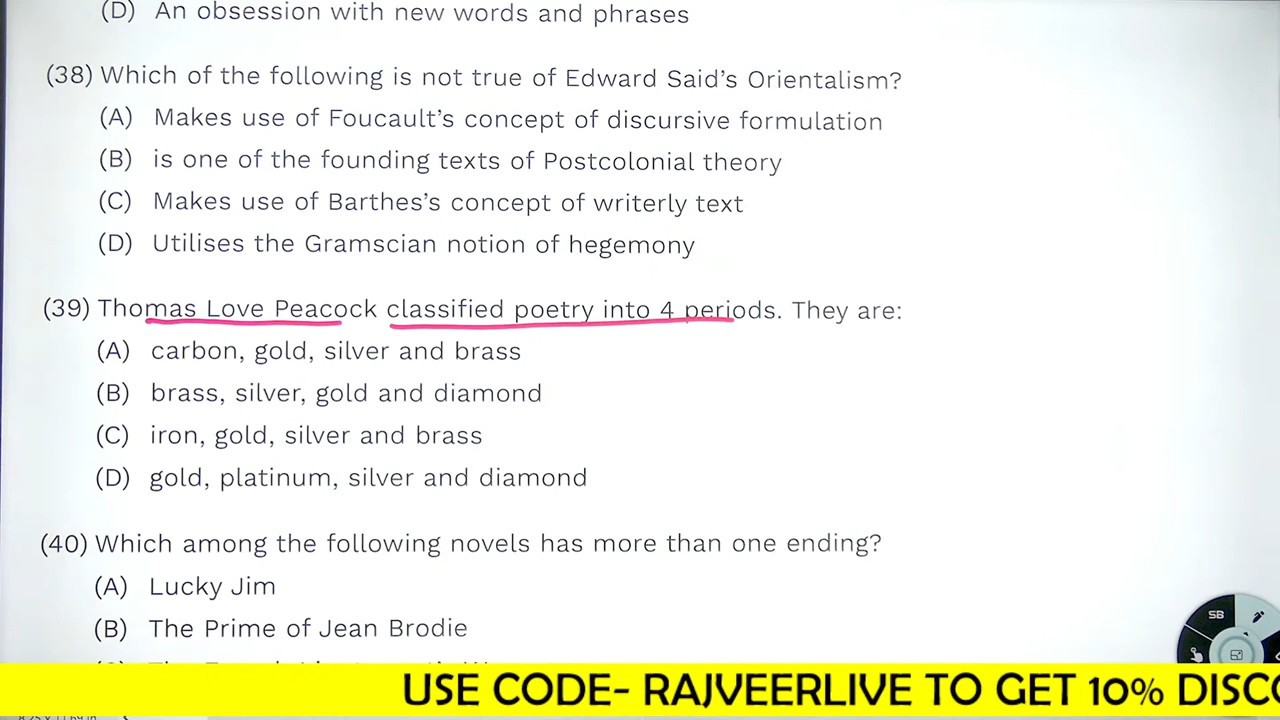 (D) An obsession with new words and phrases
(38) Which of the following is not true of Edward Said's Orientalism?
(A) Makes use of Foucault's concept of discursive formulation
(B) is one of the founding texts of Postcolonial theory
(C) Makes use of Barthes's concept of writerly text
(D) Utilises the Gramscian notion of hegemony
(39) Thomas Love Peacock classified poetry into 4 periods. They are:
(A) carbon, gold, silver and brass
(B) brass, silver, gold and diamond
(C) iron, gold, silver and brass
(D) gold, platinum, silver and diamond
(40) Which among the following novels has more than one ending?
(A) Lucky Jim
(B) The Prime of Jean Brodie
SB
USE CODE- RAJVEERLIVE TO GET 10% DISC